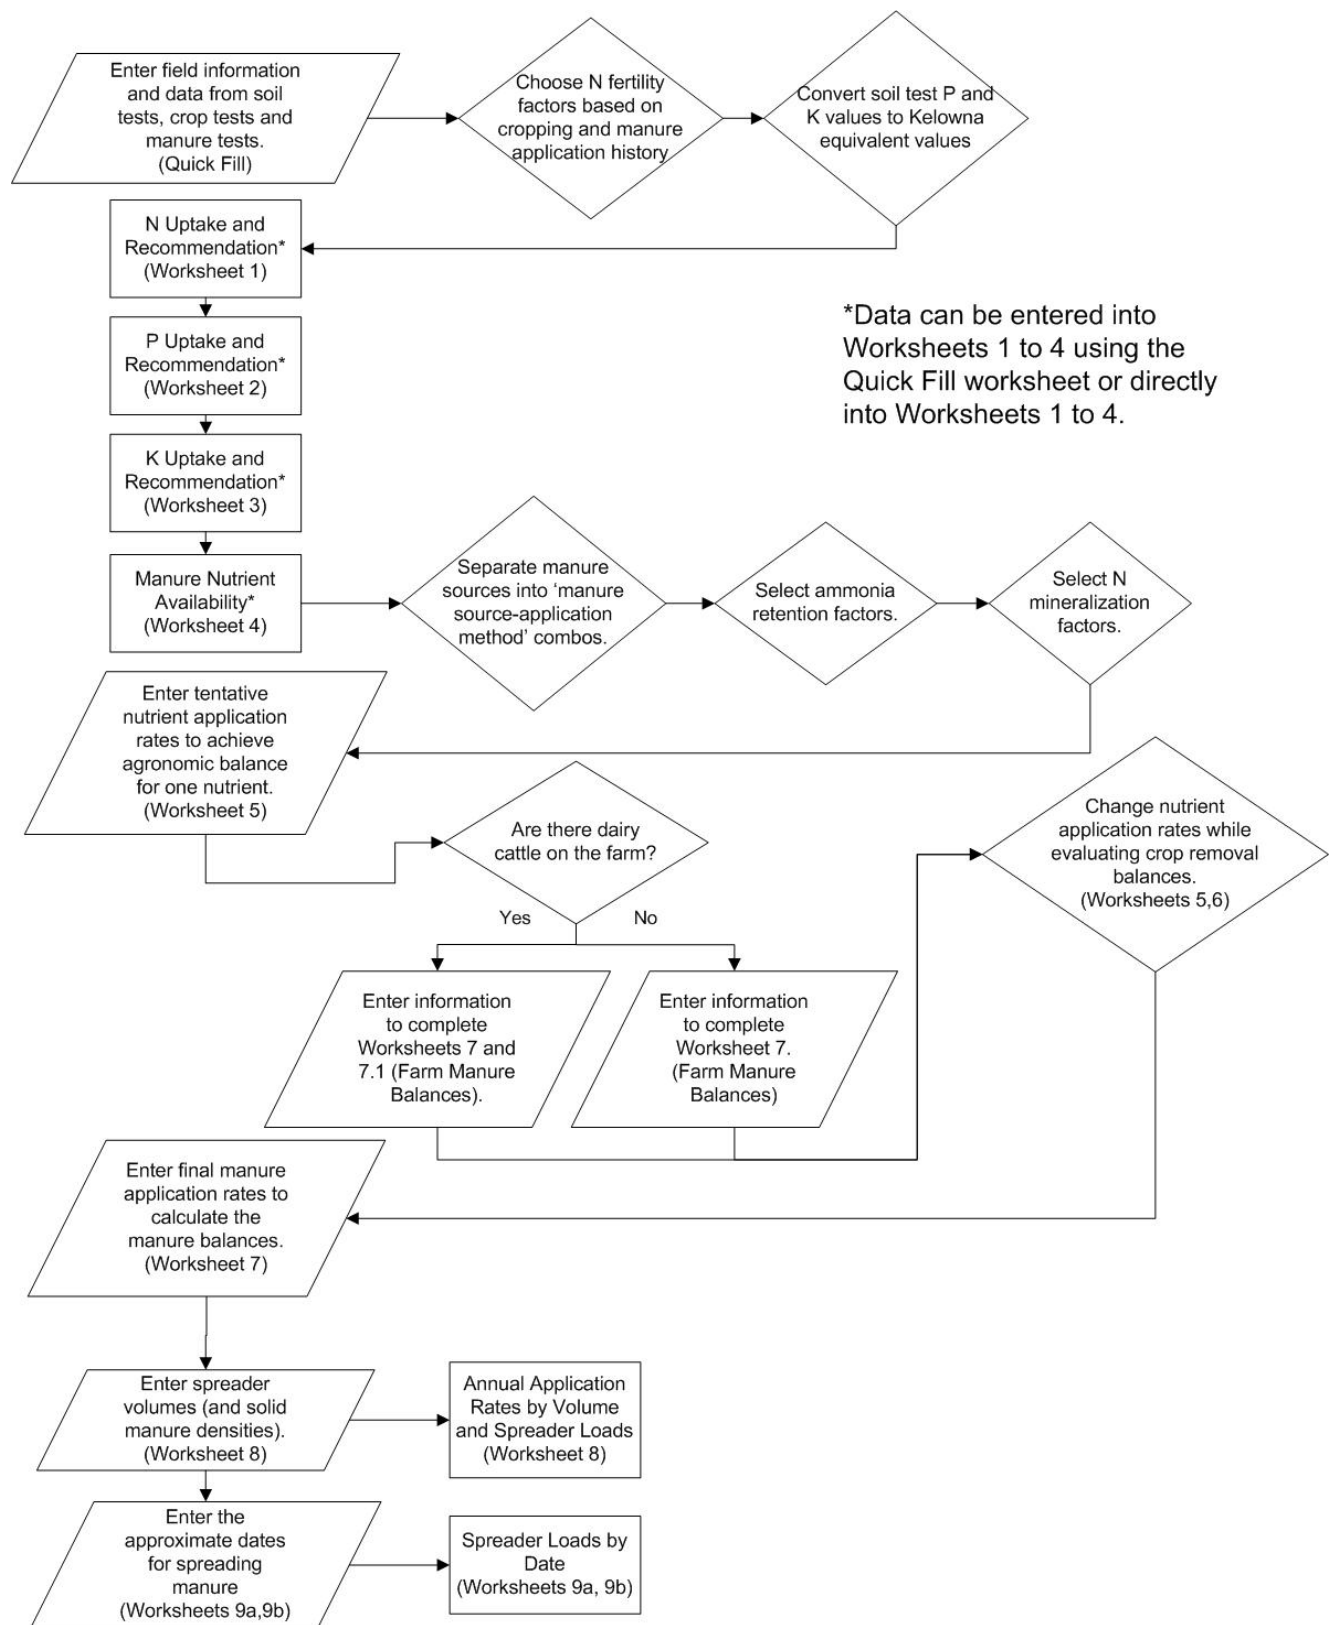 Enter field information
and data from soil
tests, crop tests and
manure tests.
(Quick Fill)
Choose N fertility
factors based on
cropping and manure
application history
Convert soil test P and
K values to Kelowna
equivalent values
N Uptake and
Recommendation*
(Worksheet 1)
P Uptake and
Recommendation*
(Worksheet 2)
*Data can be entered into
Worksheets 1 to 4 using the
Quick Fill worksheet or directly
into Worksheets 1 to 4.
K Uptake and
Recommendation*
(Worksheet 3)
Manure Nutrient
Availability*
(Worksheet 4)
Separate manure
sources into ‘manure
source-application
method’ combos.
Select ammonia
retention factors.
Select N
mineralization
factors.
Enter tentative
nutrient application
rates to achieve
agronomic balance
for one nutrient.
(Worksheet 5)
Are there dairy
cattle on the farm?
Yes
No
Enter information
to complete
Worksheets 7 and
7.1 (Farm Manure
Balances).
Enter information
to complete
Worksheet 7.
(Farm Manure
Balances)
Change nutrient
application rates while
evaluating crop removal
balances.
(Worksheets 5,6)
Enter final manure
application rates to
calculate the
manure balances.
(Worksheet 7)
Enter spreader
volumes (and solid
manure densities).
(Worksheet 8)
Annual Application
Rates by Volume
and Spreader Loads
(Worksheet 8)
Enter the
approximate dates
for spreading
manure
(Worksheets 9a,9b)
Spreader Loads by
Date
(Worksheets 9a, 9b)